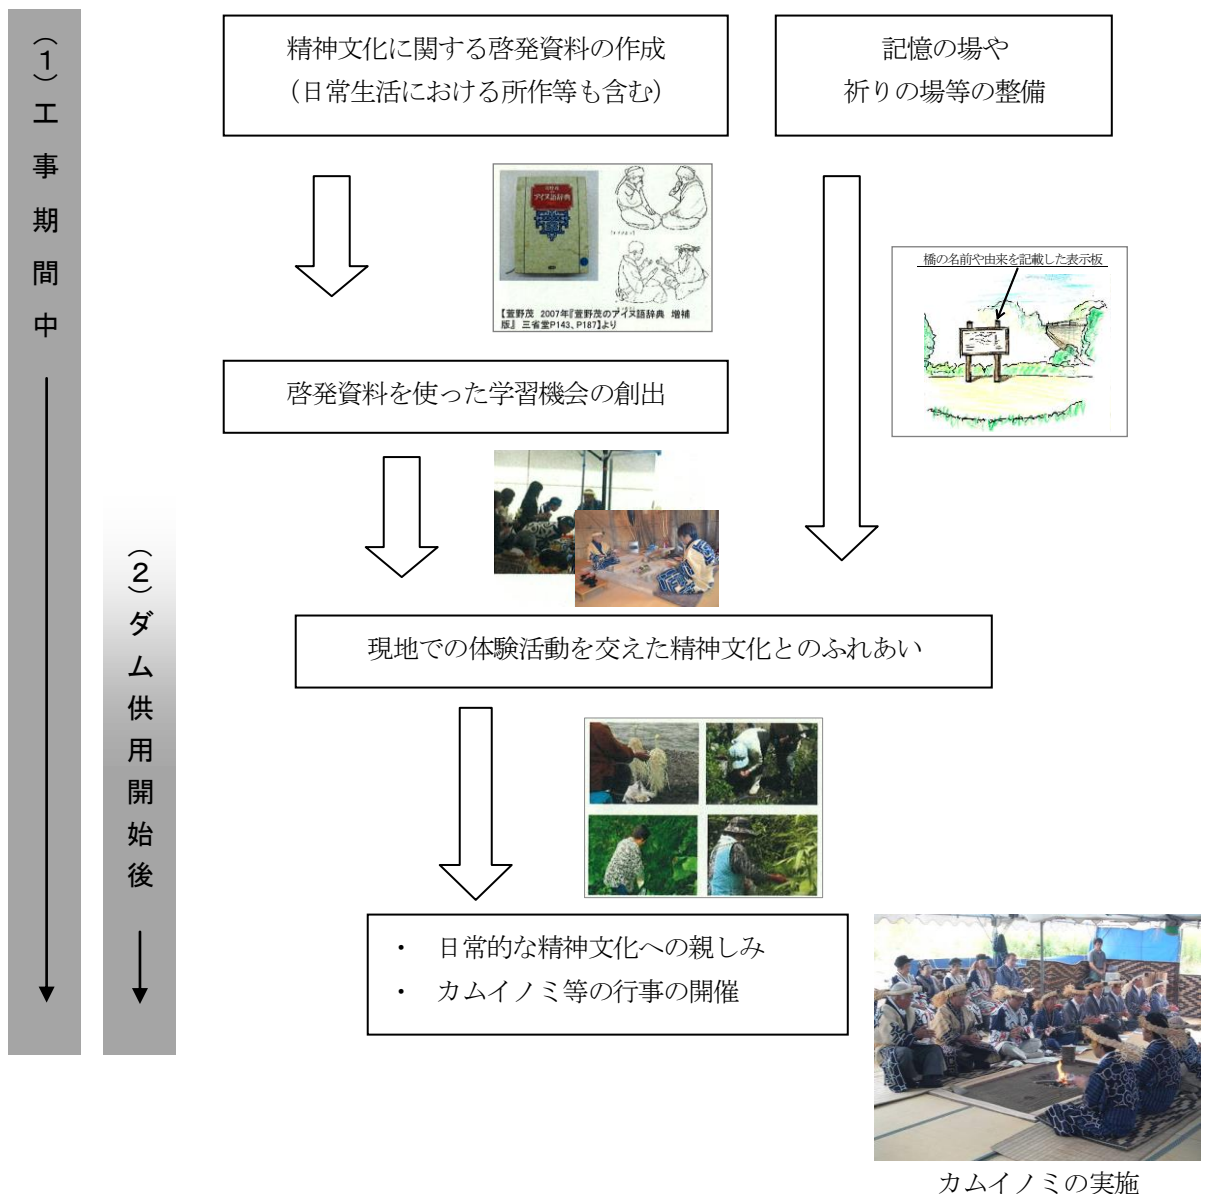 （１）工事期間中
（２）ダム供用開始後
精神文化に関する啓発資料の作成
（日常生活における所作等も含む）
記憶の場や
祈りの場等の整備
アイヌ語辞典
【萱野茂 2007年『萱野茂のアイヌ語辞典 増補
版』 三省堂P143、P187】より
橋の名前や由来を記載した表示板
啓発資料を使った学習機会の創出
現地での体験活動を交えた精神文化とのふれあい
・ 日常的な精神文化への親しみ
・ カムイノミ等の行事の開催
カムイノミの実施